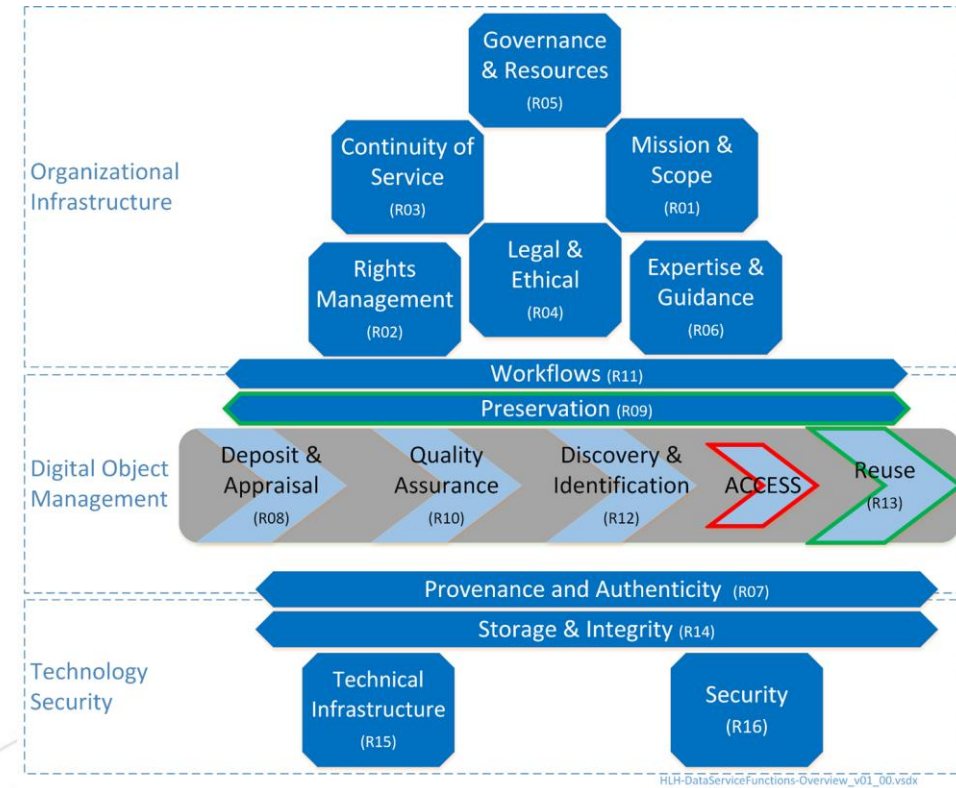 Organizational
Infrastructure
Governance
& Resources
(R05)
Continuity of
Service
(R03)
Mission &
Scope
(R01)
Rights
Management
(R02)
Legal &
Ethical
(R04)
Expertise &
Guidance
(R06)
Workflows (R11)
Preservation (R09)
Digital Object
Management
Deposit &
Appraisal
(R08)
Quality
Assurance
(R10)
Discovery &
Identification
(R12)
ACCESS
Reuse
(R13)
Provenance and Authenticity (R07)
Storage & Integrity (R14)
Technology
Security
Technical
Infrastructure
(R15)
Security
(R16)
HLH-DataServiceFunctions-Overview_v01_00.vsdx